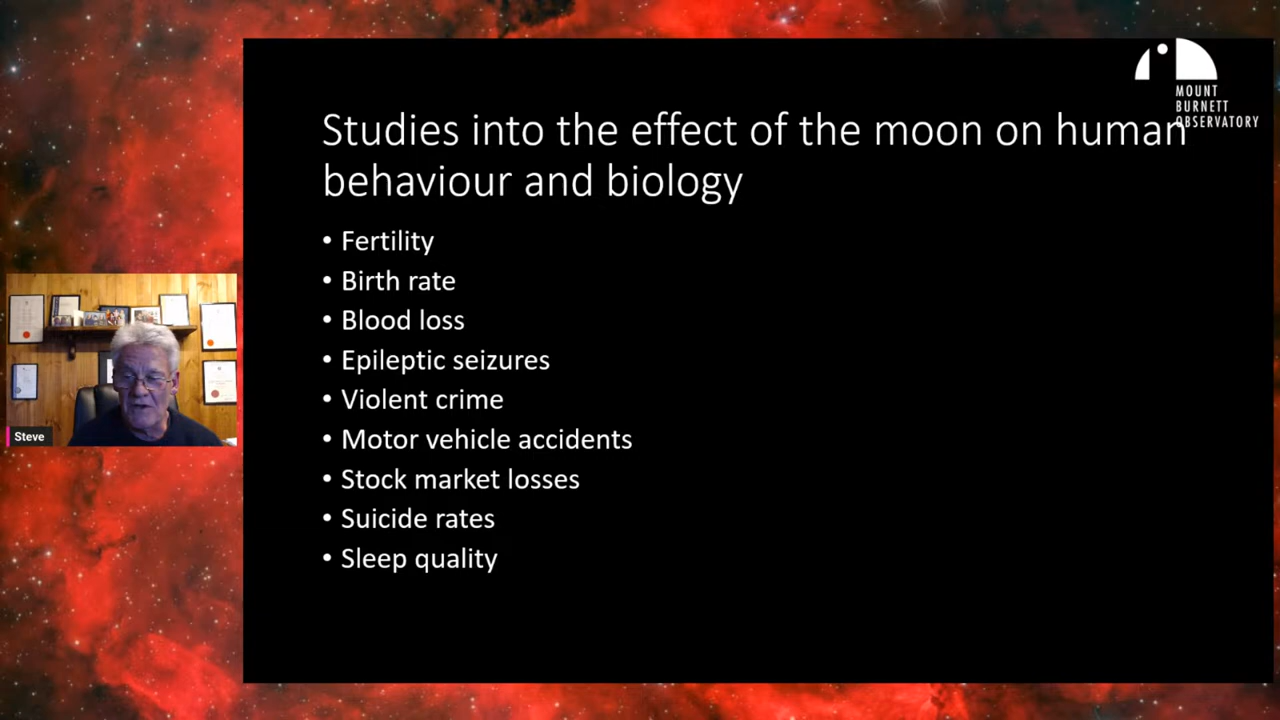 MOUNT
BURNETT
OBSERVATORY
Studies into the effect of the moon on human
behaviour and biology
• Fertility
• Birth rate
• Blood loss
• Epileptic seizures
• Violent crime
• Motor vehicle accidents
• Stock market losses
• Suicide rates
• Sleep quality
Steve